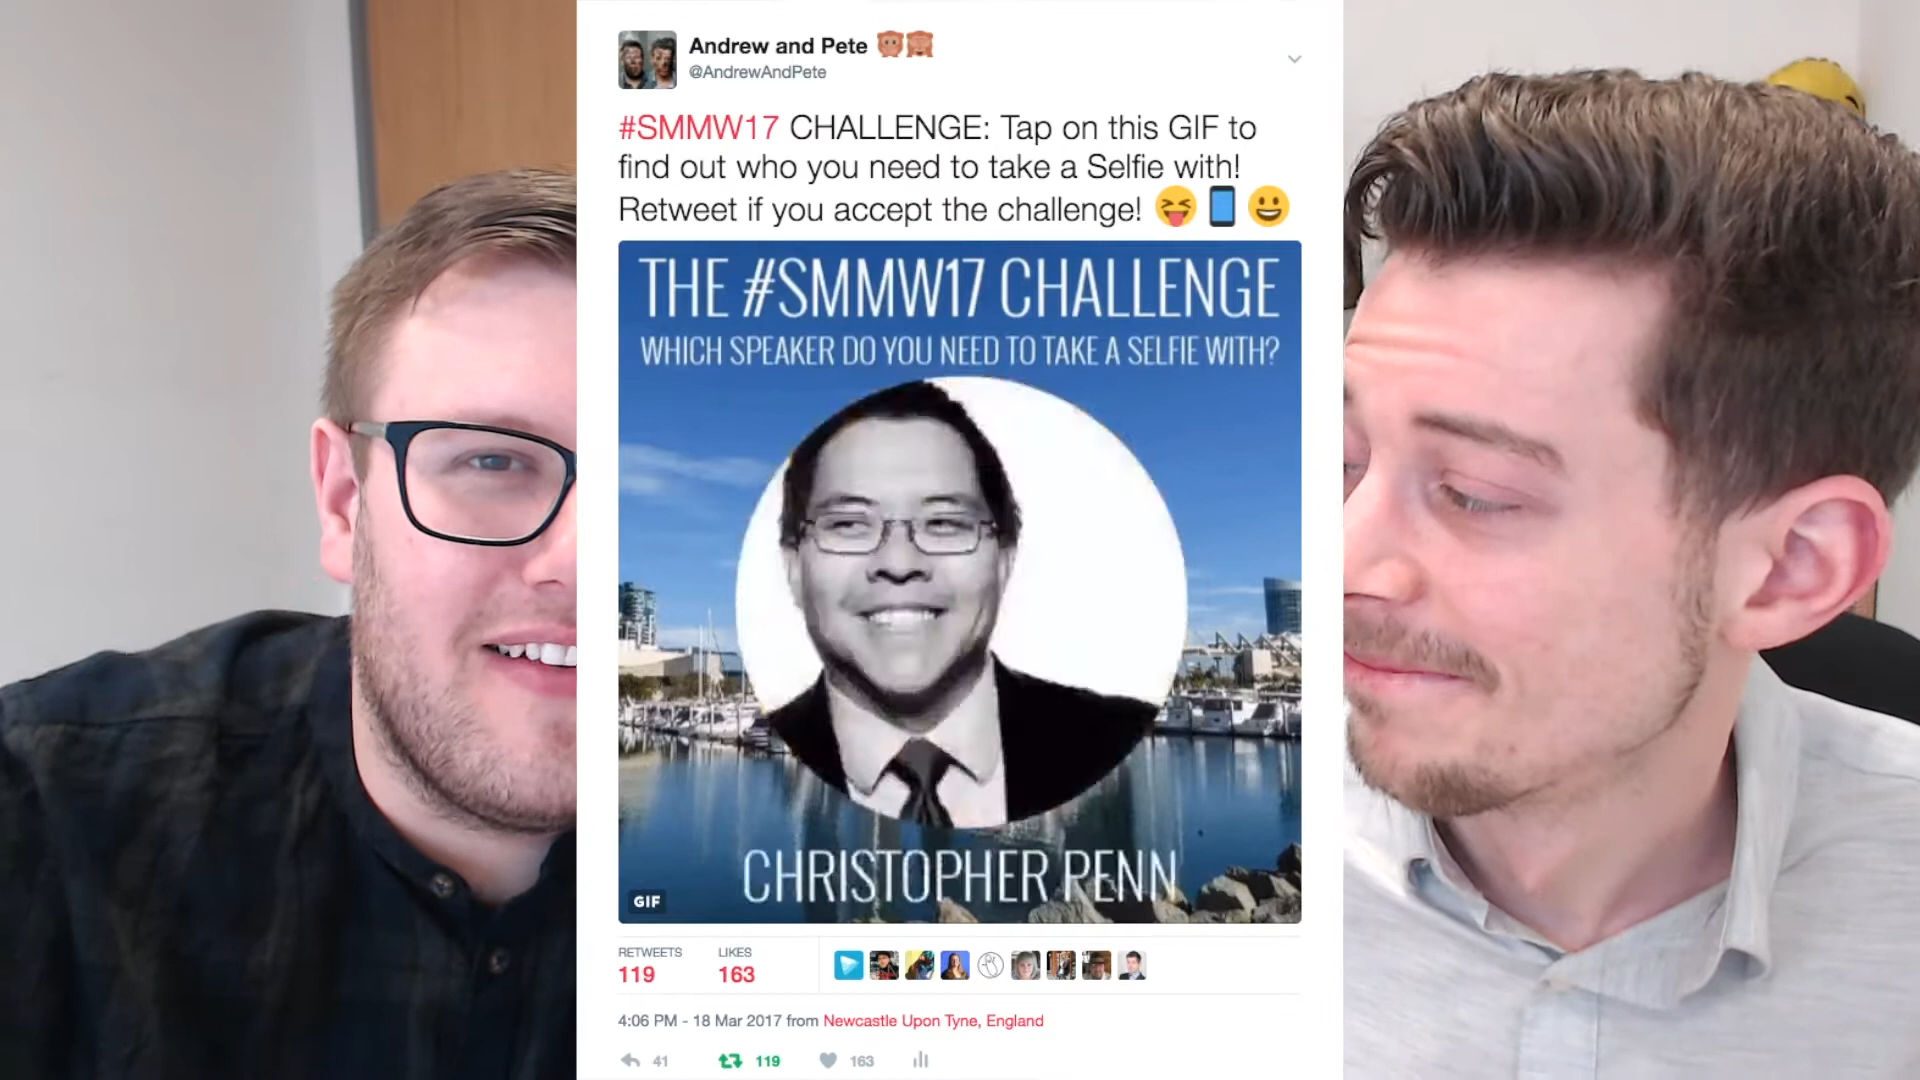 Andrew and Pete
@AndrewAndPete
#SMMW17 CHALLENGE: Tap on this GIF to
find out who you need to take a Selfie with!
Retweet if you accept the challenge!
THE #SMMW17 CHALLENGE
WHICH SPEAKER DO YOU NEED TO TAKE A SELFIE WITH?
CHRISTOPHER PENN
GIF
RETWEETS LIKES
119 163
4:06 PM - 18 Mar 2017 from Newcastle Upon Tyne, England
41 119 163